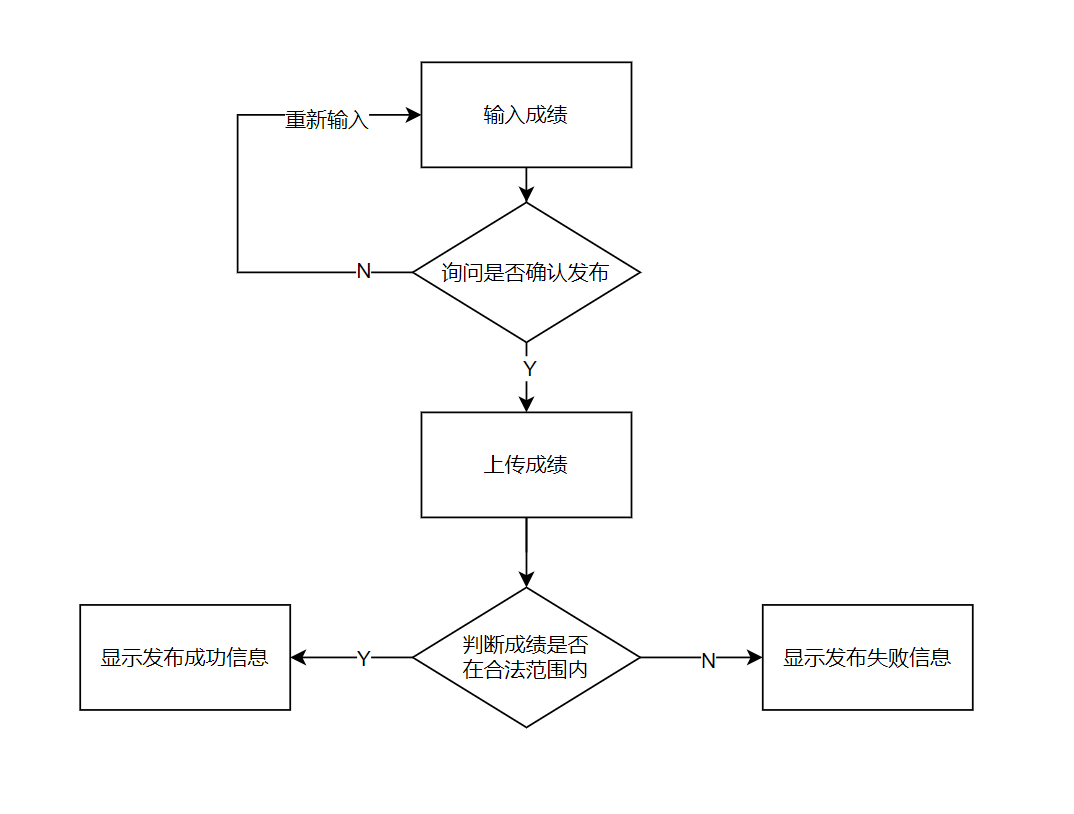 输入成绩
重新输入
询问是否确认发布
N
Y
上传成绩
判断成绩是否
在合法范围内
显示发布成功信息
Y
N
显示发布失败信息